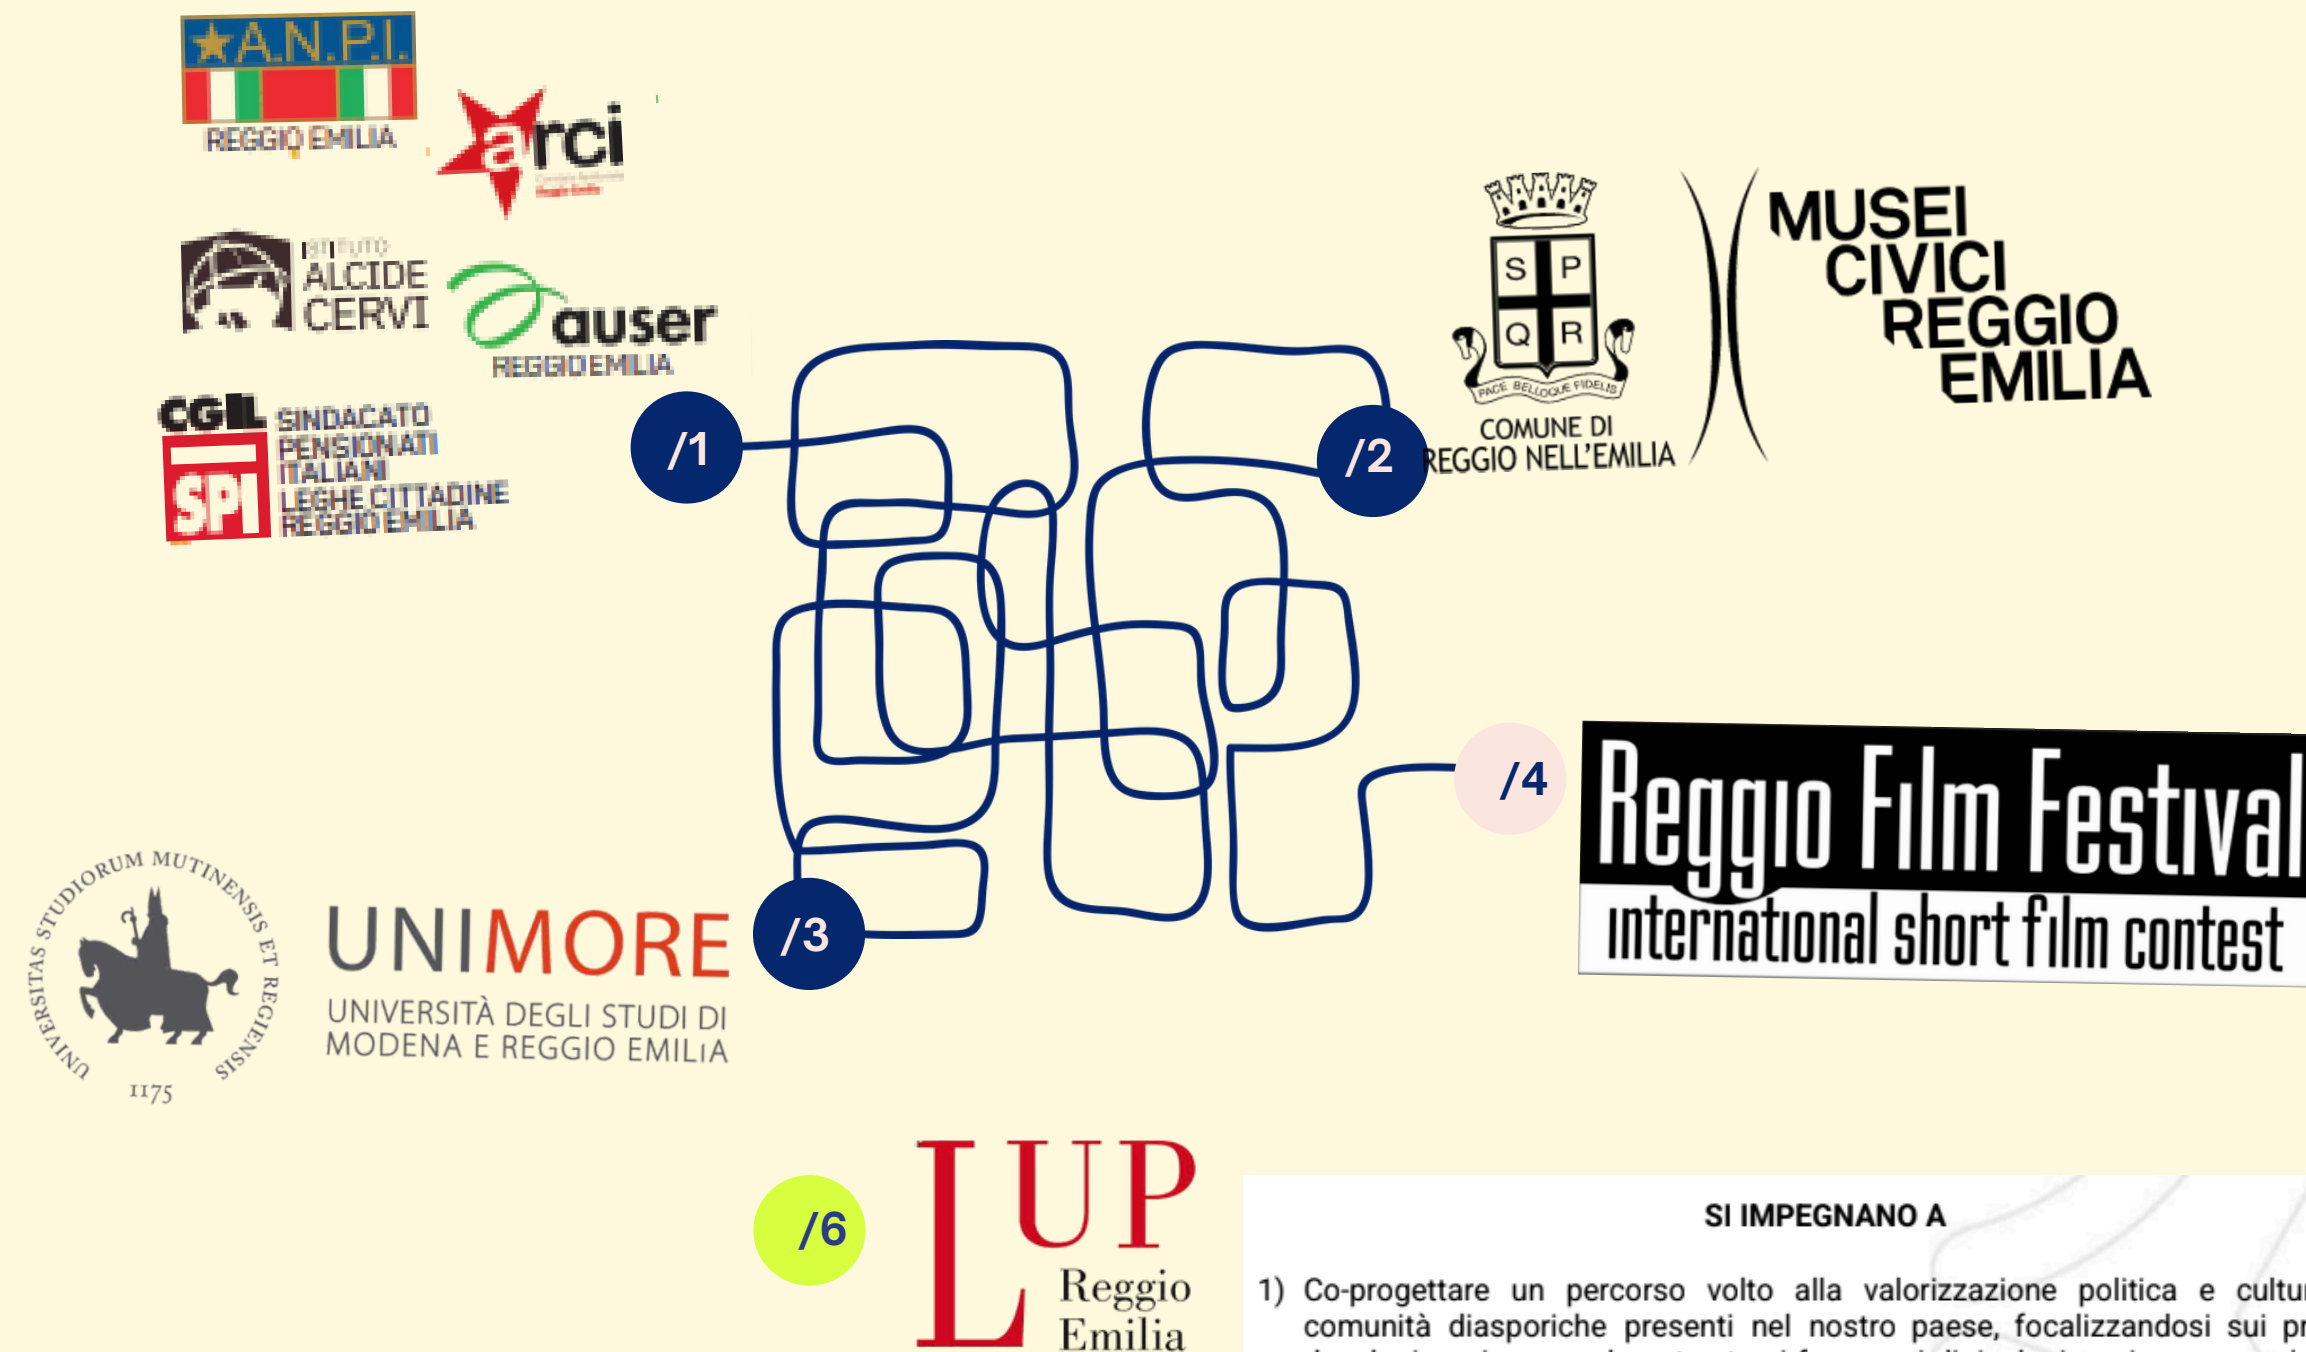 A.N.P.I.
REGGIO EMILIA
arci
ISTITUTO
ALCIDE
CERVI
auser
REGGIO EMILIA
CGIL
SPI
SINDACATO
PENSIONATI
ITALIANI
LEGHE CITTADINE
REGGIO EMILIA
/1
/2
S P
Q R
PACE BELLOQUE FIDELIS
COMUNE DI
REGGIO NELL'EMILIA
MUSEI
CIVICI
REGGIO
EMILIA
/4
Reggio Film Festival
international short film contest
UNIVERSITAS STUDIORUM MUTINENSIS ET REGIENSIS
1175
UNIMORE
UNIVERSITÀ DEGLI STUDI DI
MODENA E REGGIO EMILIA
/3
/6
LUP
Reggio
Emilia
SI IMPEGNANO A
1) Co-progettare un percorso volto alla valorizzazione politica e cultur
comunità diasporiche presenti nel nostro paese, focalizzandosi sui pr